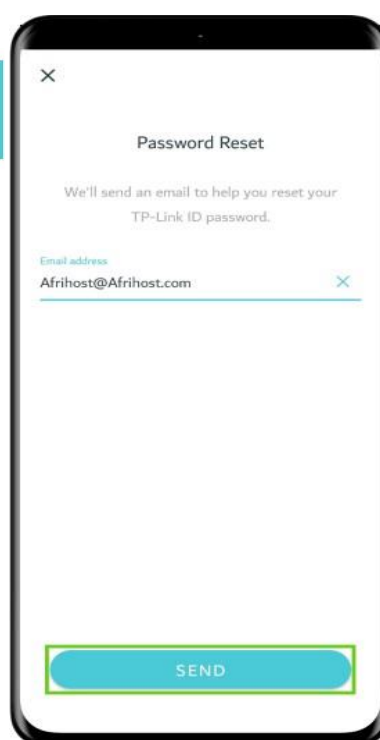 Password Reset
We'll send an email to help you reset your
TP-Link ID password.
Email address
Afrihost@Afrihost.com
SEND